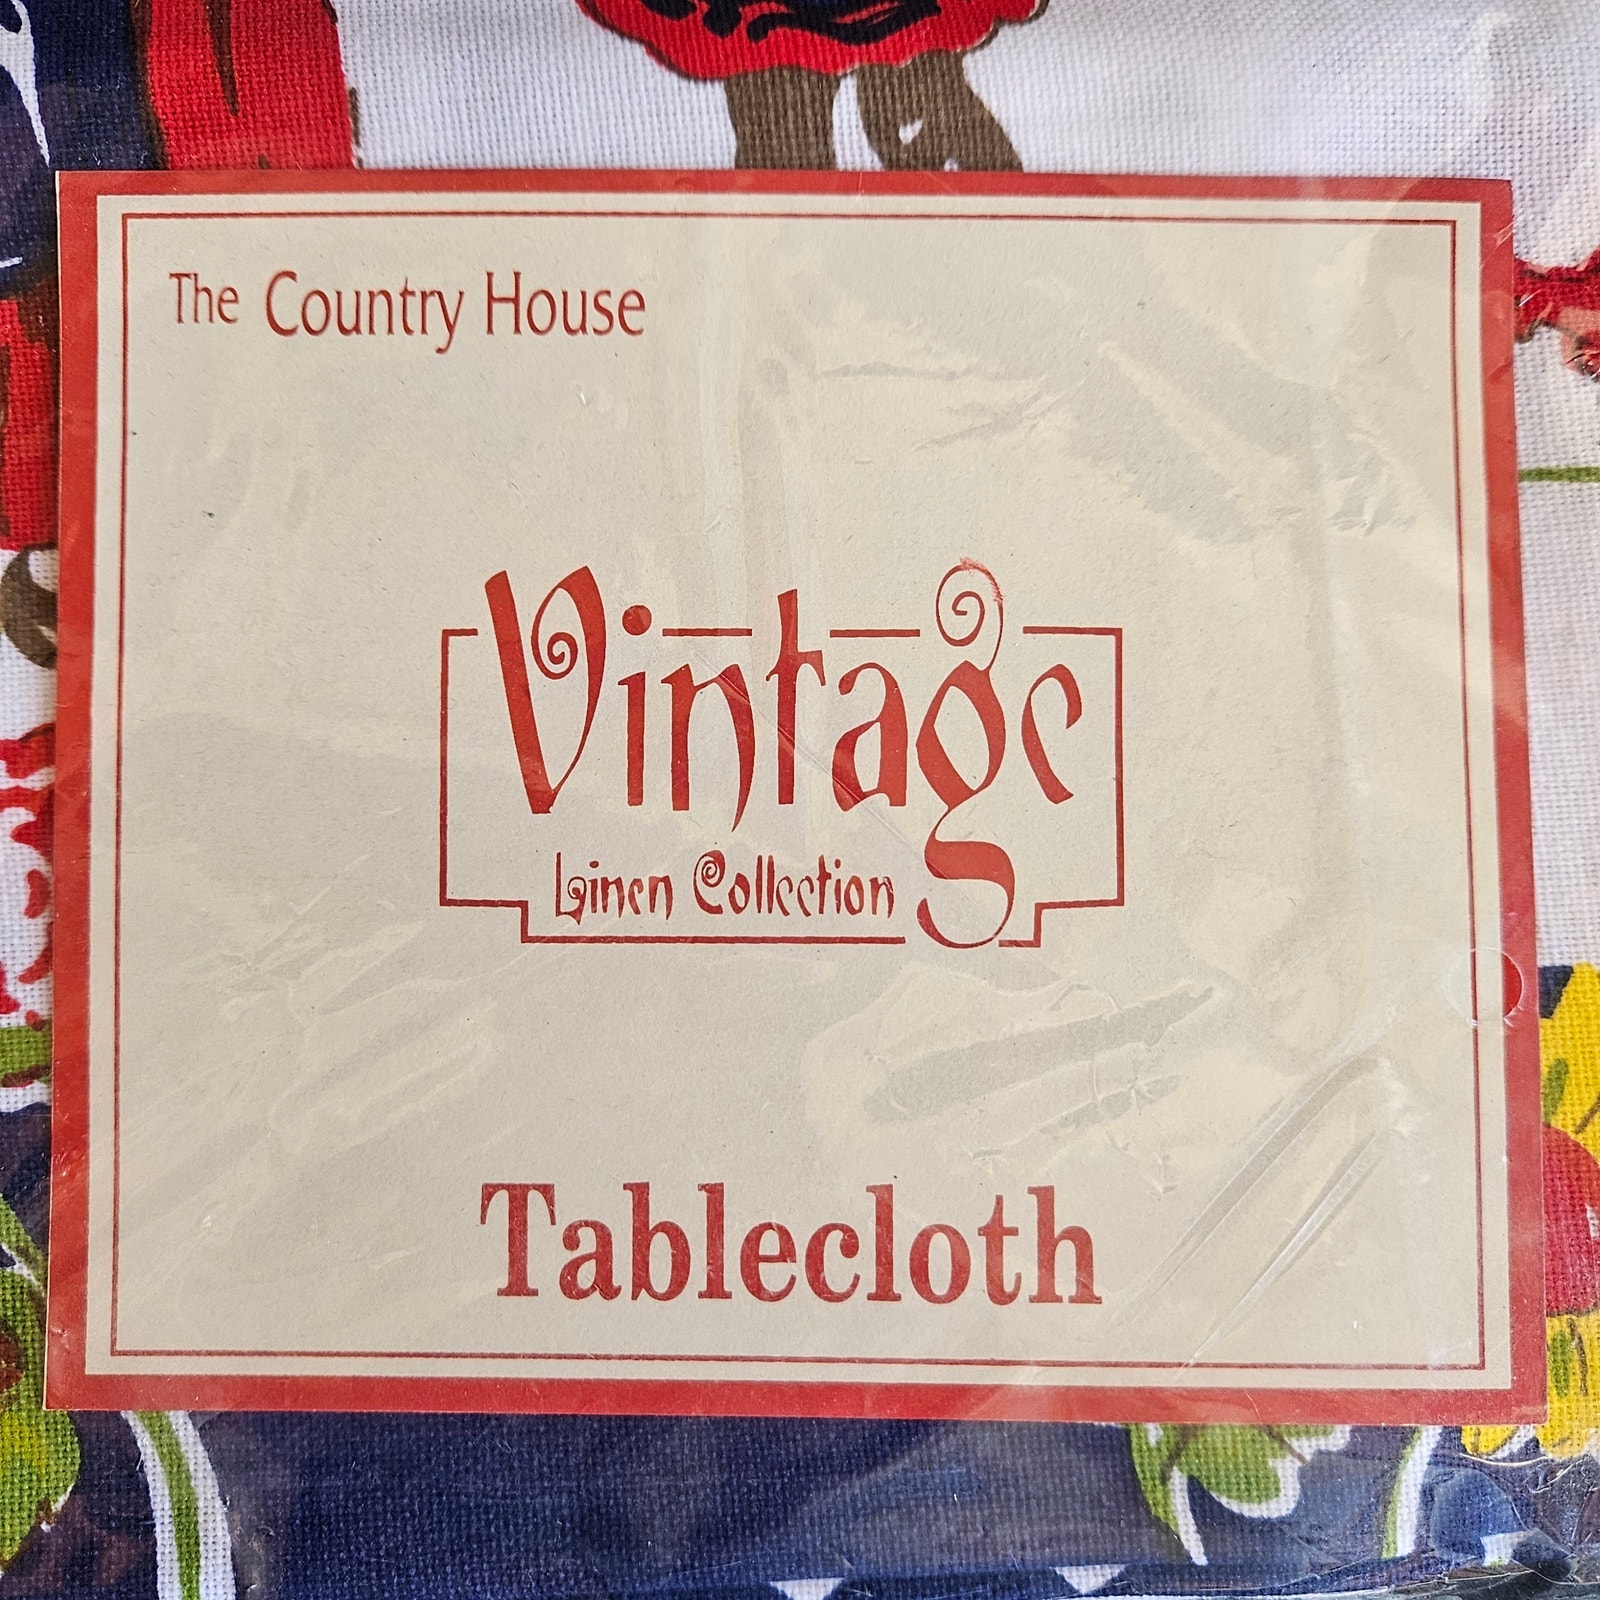 The Country House
Vintage
Linen Collection
Tablecloth